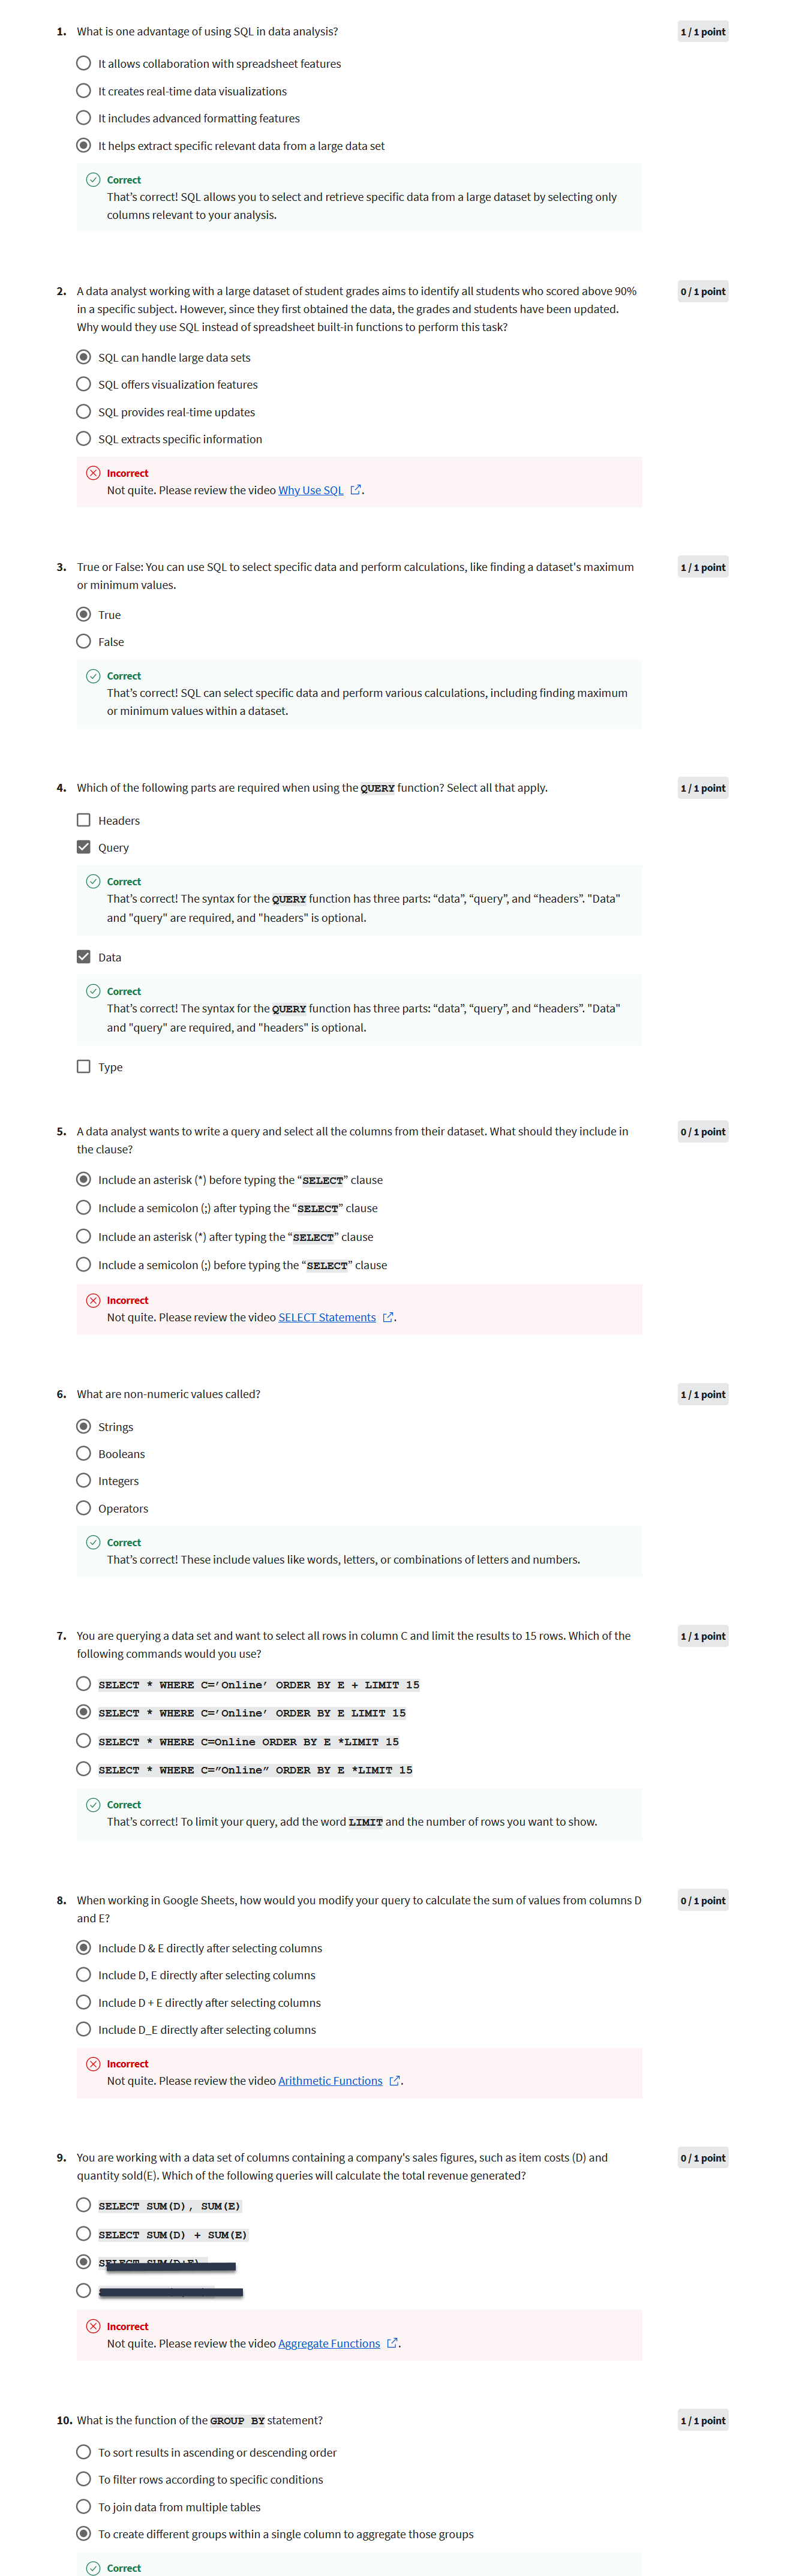 1. What is one advantage of using SQL in data analysis?
1 / 1 point
It allows collaboration with spreadsheet features
It creates real-time data visualizations
It includes advanced formatting features
It helps extract specific relevant data from a large data set
Correct
That’s correct! SQL allows you to select and retrieve specific data from a large dataset by selecting only
columns relevant to your analysis.
2. A data analyst working with a large dataset of student grades aims to identify all students who scored above 90%
0 / 1 point
in a specific subject. However, since they first obtained the data, the grades and students have been updated.
Why would they use SQL instead of spreadsheet built-in functions to perform this task?
SQL can handle large data sets
SQL offers visualization features
SQL provides real-time updates
SQL extracts specific information
Incorrect
Not quite. Please review the video Why Use SQL.
3. True or False: You can use SQL to select specific data and perform calculations, like finding a dataset's maximum
1 / 1 point
or minimum values.
True
False
Correct
That’s correct! SQL can select specific data and perform various calculations, including finding maximum
or minimum values within a dataset.
4. Which of the following parts are required when using the QUERY function? Select all that apply.
1 / 1 point
Headers
Query
Correct
That’s correct! The syntax for the QUERY function has three parts: “data”, “query”, and “headers”. "Data"
and "query" are required, and "headers" is optional.
Data
Correct
That’s correct! The syntax for the QUERY function has three parts: “data”, “query”, and “headers”. "Data"
and "query" are required, and "headers" is optional.
Type
5. A data analyst wants to write a query and select all the columns from their dataset. What should they include in
0 / 1 point
the clause?
Include an asterisk (*) before typing the “SELECT” clause
Include a semicolon (;) after typing the “SELECT” clause
Include an asterisk (*) after typing the “SELECT” clause
Include a semicolon (;) before typing the “SELECT” clause
Incorrect
Not quite. Please review the video SELECT Statements.
6. What are non-numeric values called?
1 / 1 point
Strings
Booleans
Integers
Operators
Correct
That’s correct! These include values like words, letters, or combinations of letters and numbers.
7. You are querying a data set and want to select all rows in column C and limit the results to 15 rows. Which of the
1 / 1 point
following commands would you use?
SELECT * WHERE C=’Online’ ORDER BY E + LIMIT 15
SELECT * WHERE C=’Online’ ORDER BY E LIMIT 15
SELECT * WHERE C=Online ORDER BY E *LIMIT 15
SELECT * WHERE C=”Online” ORDER BY E *LIMIT 15
Correct
That’s correct! To limit your query, add the word LIMIT and the number of rows you want to show.
8. When working in Google Sheets, how would you modify your query to calculate the sum of values from columns D
0 / 1 point
and E?
Include D & E directly after selecting columns
Include D, E directly after selecting columns
Include D + E directly after selecting columns
Include D_E directly after selecting columns
Incorrect
Not quite. Please review the video Arithmetic Functions.
9. You are working with a data set of columns containing a company's sales figures, such as item costs (D) and
0 / 1 point
quantity sold(E). Which of the following queries will calculate the total revenue generated?
SELECT SUM(D), SUM(E)
SELECT SUM(D) + SUM(E)
Incorrect
Not quite. Please review the video Aggregate Functions.
10. What is the function of the GROUP BY statement?
1 / 1 point
To sort results in ascending or descending order
To filter rows according to specific conditions
To join data from multiple tables
To create different groups within a single column to aggregate those groups
Correct